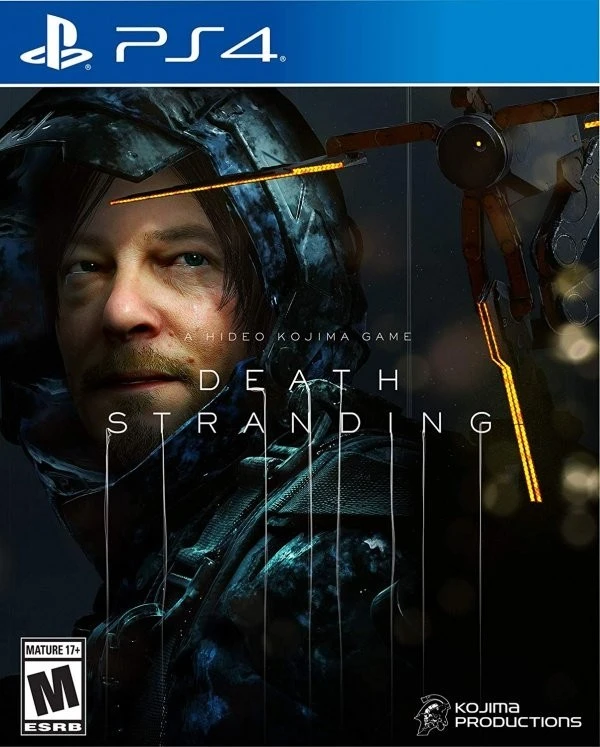 PS4
A HIDEO KOJIMA GAME
DEATH
STRANDING
MATURE 17+
M
ESRB
KOJIMA
PRODUCTIONS